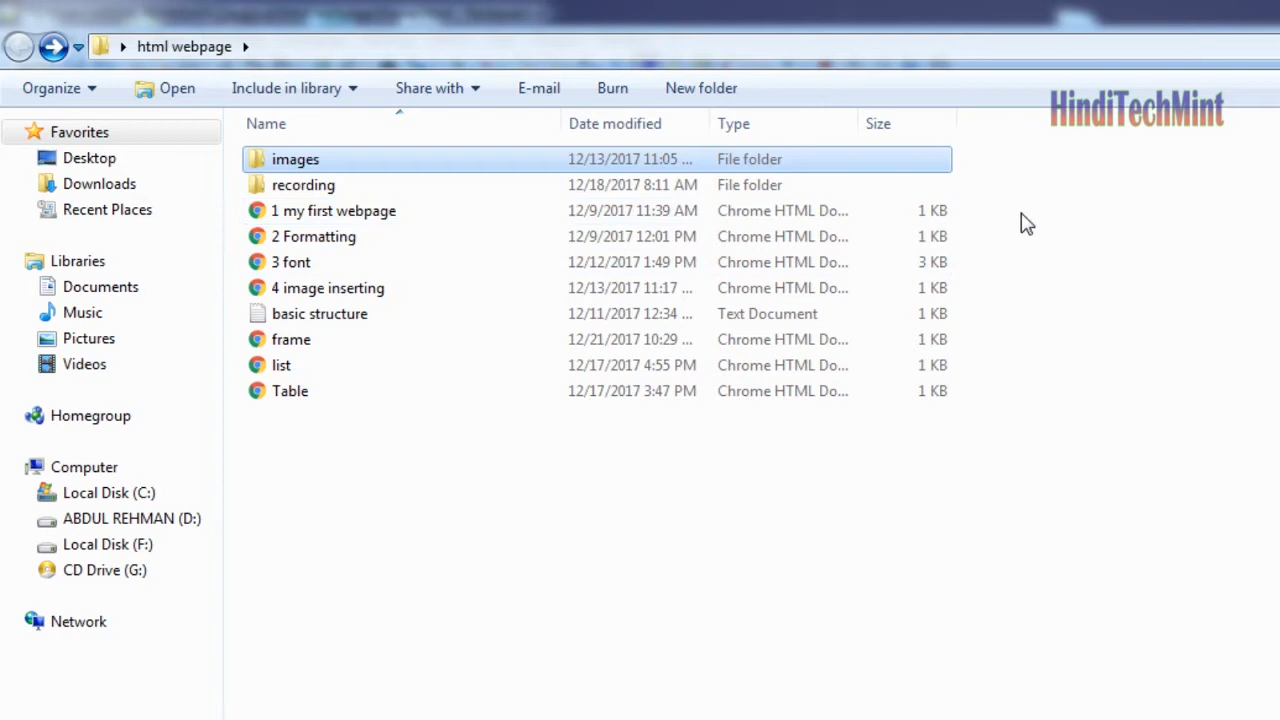 html webpage
Organize Open Include in library Share with E-mail Burn New folder
HindiTechMint
Name Date modified Type Size
Favorites
Desktop
Downloads
Recent Places
Libraries
Documents
Music
Pictures
Videos
Homegroup
Computer
Local Disk (C:)
ABDUL REHMAN (D:)
Local Disk (F:)
CD Drive (G:)
Network
images 12/13/2017 11:05 ... File folder
recording 12/18/2017 8:11 AM File folder
1 my first webpage 12/9/2017 11:39 AM Chrome HTML Do... 1 KB
2 Formatting 12/9/2017 12:01 PM Chrome HTML Do... 1 KB
3 font 12/12/2017 1:49 PM Chrome HTML Do... 3 KB
4 image inserting 12/13/2017 11:17 ... Chrome HTML Do... 1 KB
basic structure 12/11/2017 12:34 ... Text Document 1 KB
frame 12/21/2017 10:29 ... Chrome HTML Do... 1 KB
list 12/17/2017 4:55 PM Chrome HTML Do... 1 KB
Table 12/17/2017 3:47 PM Chrome HTML Do... 1 KB